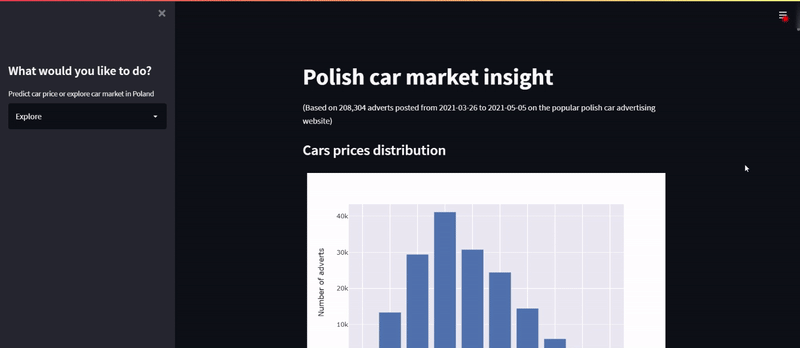 What would you like to do?
Predict car price or explore car market in Poland
Explore
Polish car market insight
(Based on 208,304 adverts posted from 2021-03-26 to 2021-05-05 on the popular polish car advertising
website)
Cars prices distribution
40k
30k
20k
10k
Number of adverts